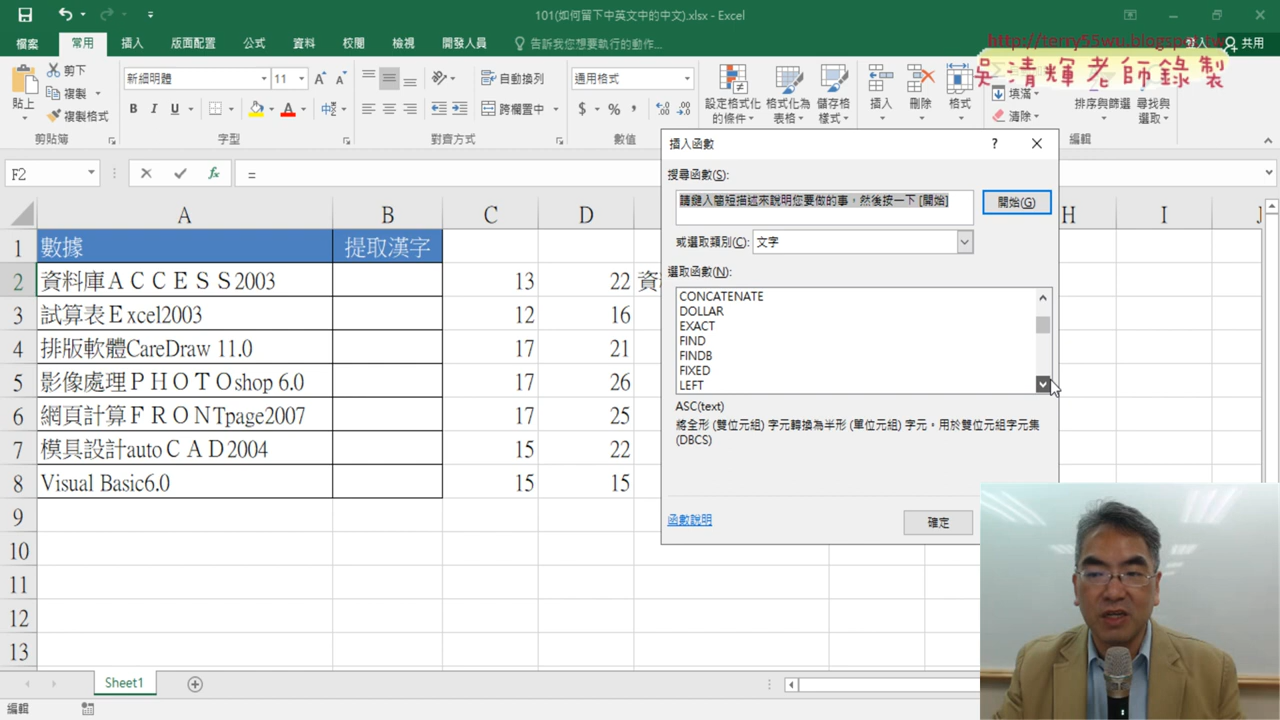 101(如何留下中英文中的中文).xlsx - Excel
檔案 常用 插入 版面配置 公式 資料 校閱 檢視 開發人員 告訴我您想要執行的動作... 共用
http://terry55wu.blogspot.tw
吳清輝老師錄製
貼上 剪下 複製 複製格式 剪貼簿
新細明體 11 B I U 字型
自動換列 跨欄置中 對齊方式
通用格式 $ % 數值
設定格式化的條件 格式化為表格 儲存格樣式
插入 刪除 格式
填滿 清除 排序與篩選 尋找與選取 編輯
F2 fx =
A B C D H I J
1 數據 提取漢字
2 資料庫ＡＣＣＥＳＳ2003 13 22
3 試算表Ｅxcel2003 12 16
4 排版軟體CareDraw 11.0 17 21
5 影像處理ＰＨＯＴＯshop 6.0 17 26
6 網頁計算ＦＲＯＮＴpage2007 17 25
7 模具設計autoＣＡＤ2004 15 22
8 Visual Basic6.0 15 15
9
10
11
12
13
插入函數 ?
搜尋函數(S):
請鍵入簡短描述來說明您要做的事，然後按一下 [開始]
開始(G)
或選取類別(C): 文字
選取函數(N):
CONCATENATE
DOLLAR
EXACT
FIND
FINDB
FIXED
LEFT
ASC(text)
將全形 (雙位元組) 字元轉換為半形 (單位元組) 字元。用於雙位元組字元集
(DBCS)
函數說明 確定
Sheet1
編輯